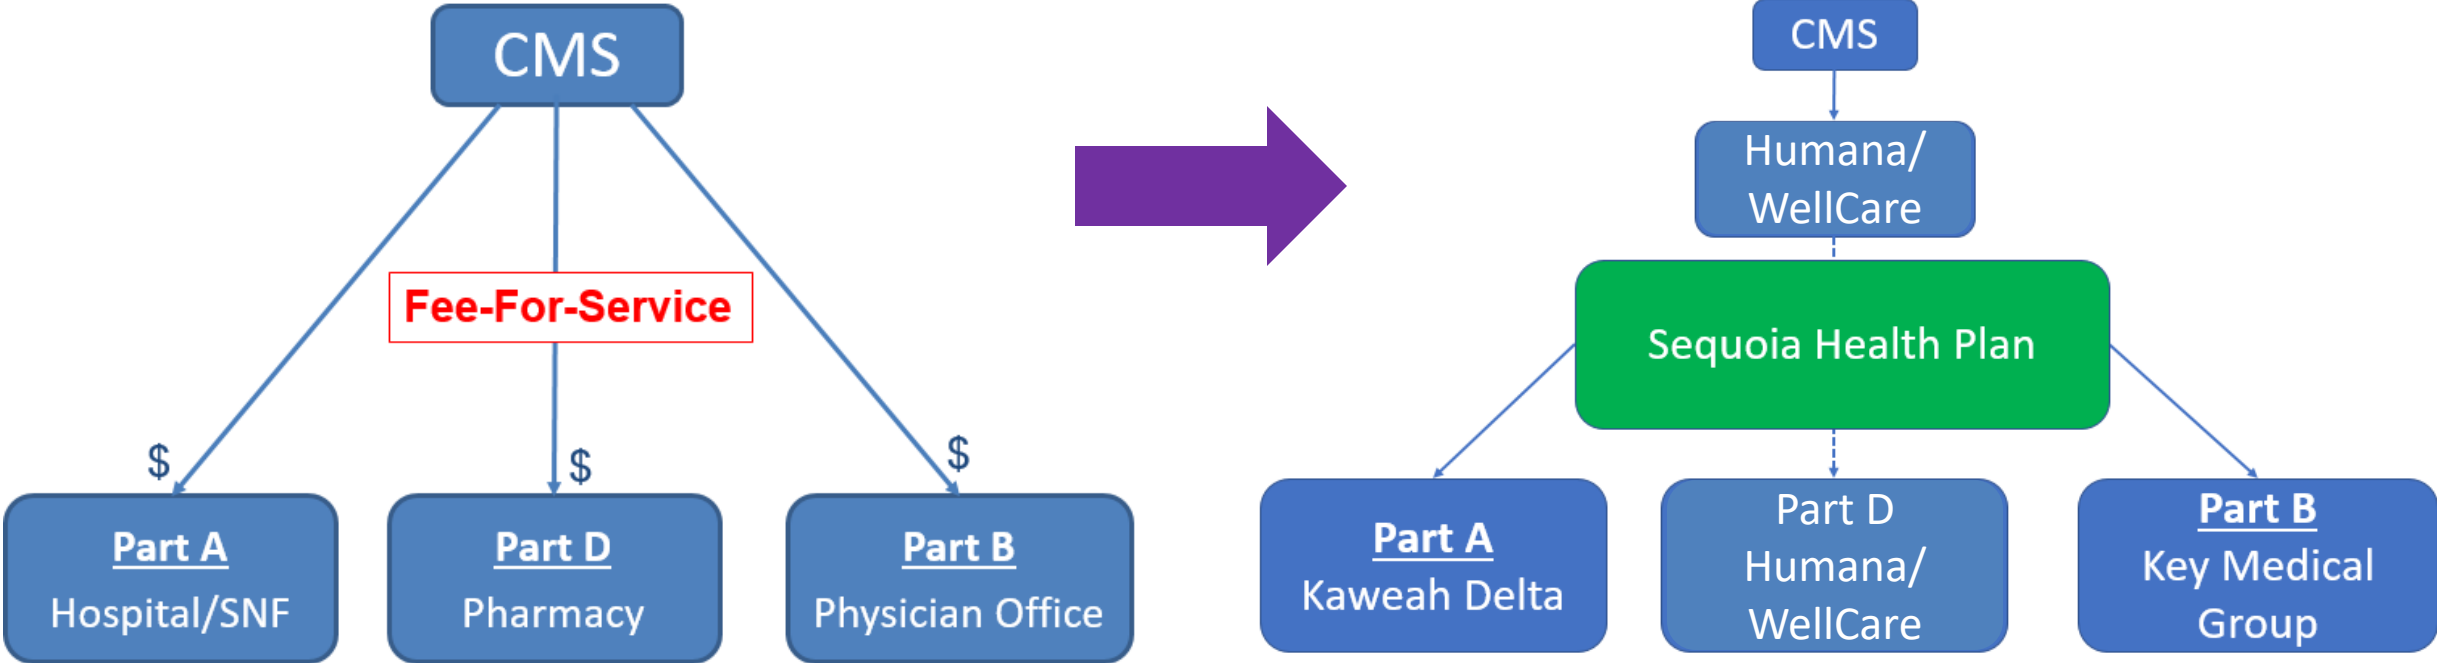 CMS
Fee-For-Service
$
$
$
Part A
Hospital/SNF
Part D
Pharmacy
Part B
Physician Office
CMS
Humana/
WellCare
Sequoia Health Plan
Part A
Kaweah Delta
Part D
Humana/
WellCare
Part B
Key Medical
Group